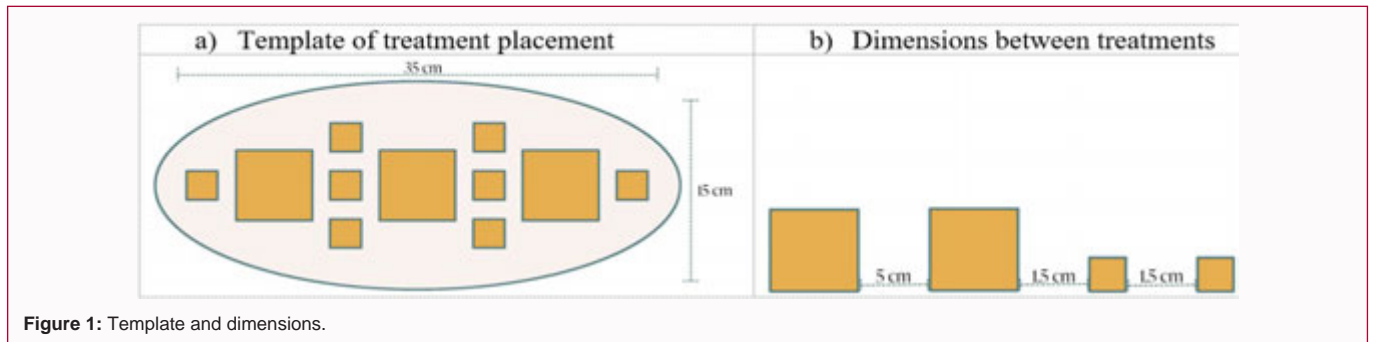 a) Template of treatment placement
b) Dimensions between treatments
35 cm
15 cm
5 cm
1.5 cm
1.5 cm
Figure 1: Template and dimensions.